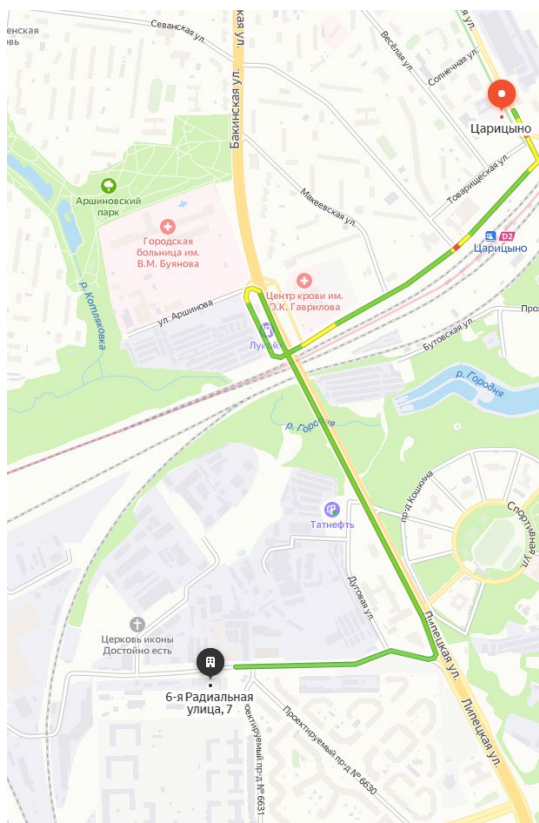 Севанская ул.
Бакинская ул.
Весёлая ул.
Солнечная ул.
Царицыно
Товарищеская ул.
Макеевская ул.
Аршиновский
парк
Городская
больница им.
В.М. Буянова
D2
Царицыно
р. Котляковка
Центр крови им.
О.К. Гаврилова
ул. Аршинова
Бутовская ул.
р. Городня
р. Городня
пр-д Кошкина
Спортивная ул.
Татнефть
Дуговая ул.
Липецкая ул.
Церковь иконы
Достойно есть
6-я Радиальная
улица, 7
Проектируемый пр-д № 6630
Липецкая ул.